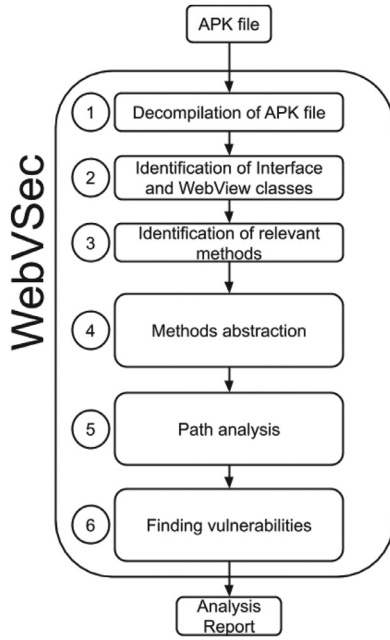 APK file
WebVSec
1
Decompilation of APK file
2
Identification of Interface
and WebView classes
3
Identification of relevant
methods
4
Methods abstraction
5
Path analysis
6
Finding vulnerabilities
Analysis
Report